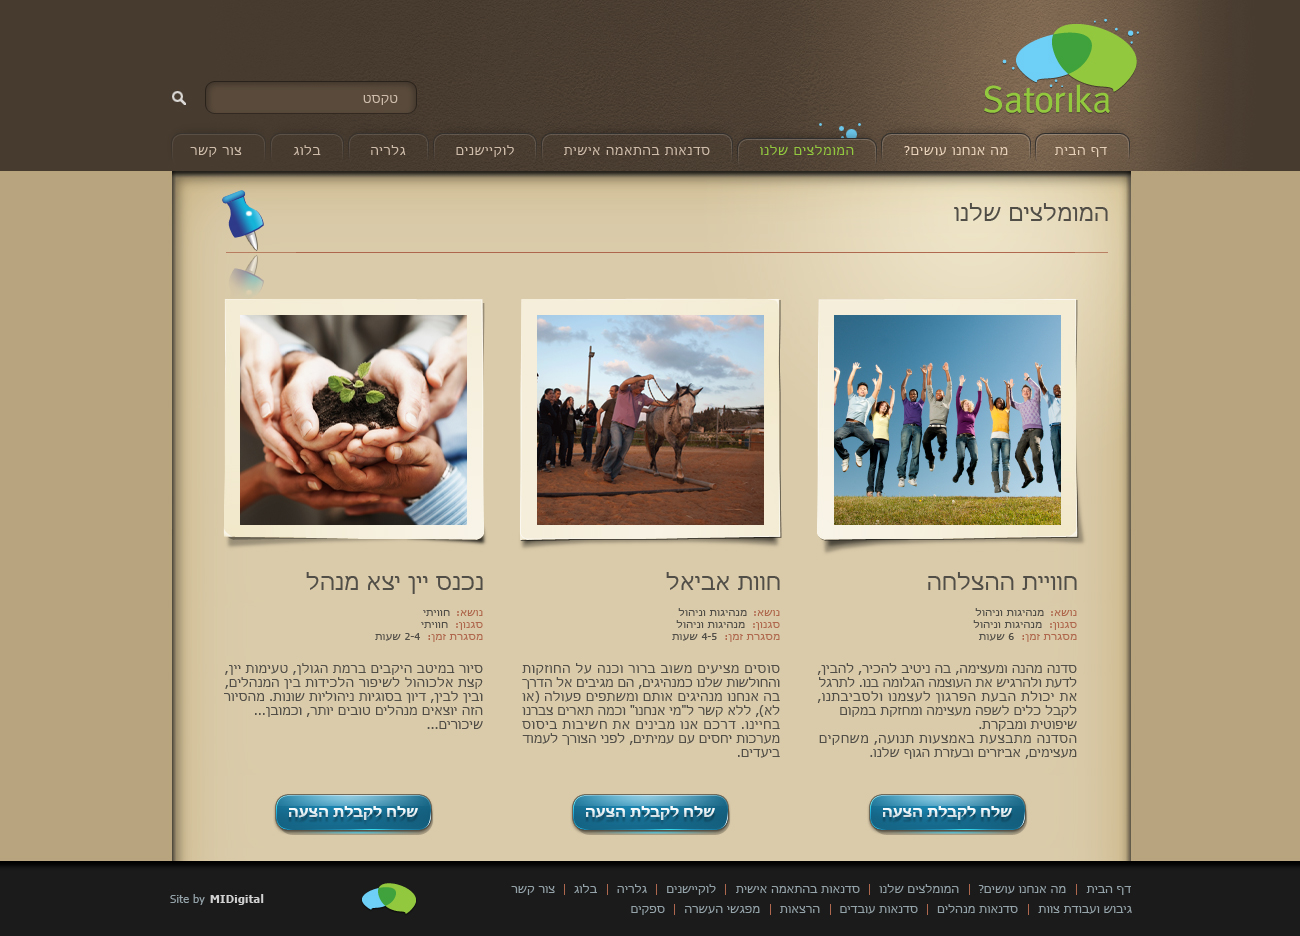 Satorika
טקסט
דף הבית
מה אנחנו עושים?
המומלצים שלנו
סדנאות בהתאמה אישית
לוקיישנים
גלריה
בלוג
צור קשר
המומלצים שלנו
חוויית ההצלחה
נושא: מנהיגות וניהול
סגנון: מנהיגות וניהול
מסגרת זמן: 6 שעות
סדנה מהנה ומעצימה, בה ניטיב להכיר, להבין,
לדעת ולהרגיש את העוצמה הגלומה בנו. לתרגל
את יכולת הבעת הפרגון לעצמנו ולסביבתנו,
לקבל כלים לשפה מעצימה ומחזקת במקום
שיפוטית ומבקרת.
הסדנה מתבצעת באמצעות תנועה, משחקים
מעצימים, אביזרים ובעזרת הגוף שלנו.
שלח לקבלת הצעה
חוות אביאל
נושא: מנהיגות וניהול
סגנון: מנהיגות וניהול
מסגרת זמן: 4-5 שעות
סוסים מציעים משוב ברור וכנה על החוזקות
והחולשות שלנו כמנהיגים, הם מגיבים אל הדרך
בה אנחנו מנהיגים אותם ומשתפים פעולה (או
לא), ללא קשר ל"מי אנחנו" וכמה תארים צברנו
בחיינו. דרכם אנו מבינים את חשיבות ביסוס
מערכות יחסים עם עמיתים, לפני הצורך לעמוד
ביעדים.
שלח לקבלת הצעה
נכנס יין יצא מנהל
נושא: חוויתי
סגנון: חוויתי
מסגרת זמן: 2-4 שעות
סיור במיטב היקבים ברמת הגולן, טעימות יין,
קצת אלכוהול לשיפור הלכידות בין המנהלים,
ובין לבין, דיון בסוגיות ניהוליות שונות. מהסיור
הזה יוצאים מנהלים טובים יותר, וכמובן...
שיכורים...
שלח לקבלת הצעה
דף הבית | מה אנחנו עושים? | המומלצים שלנו | סדנאות בהתאמה אישית | לוקיישנים | גלריה | בלוג | צור קשר
גיבוש ועבודת צוות | סדנאות מנהלים | סדנאות עובדים | הרצאות | מפגשי העשרה | ספקים
Site by MIDigital